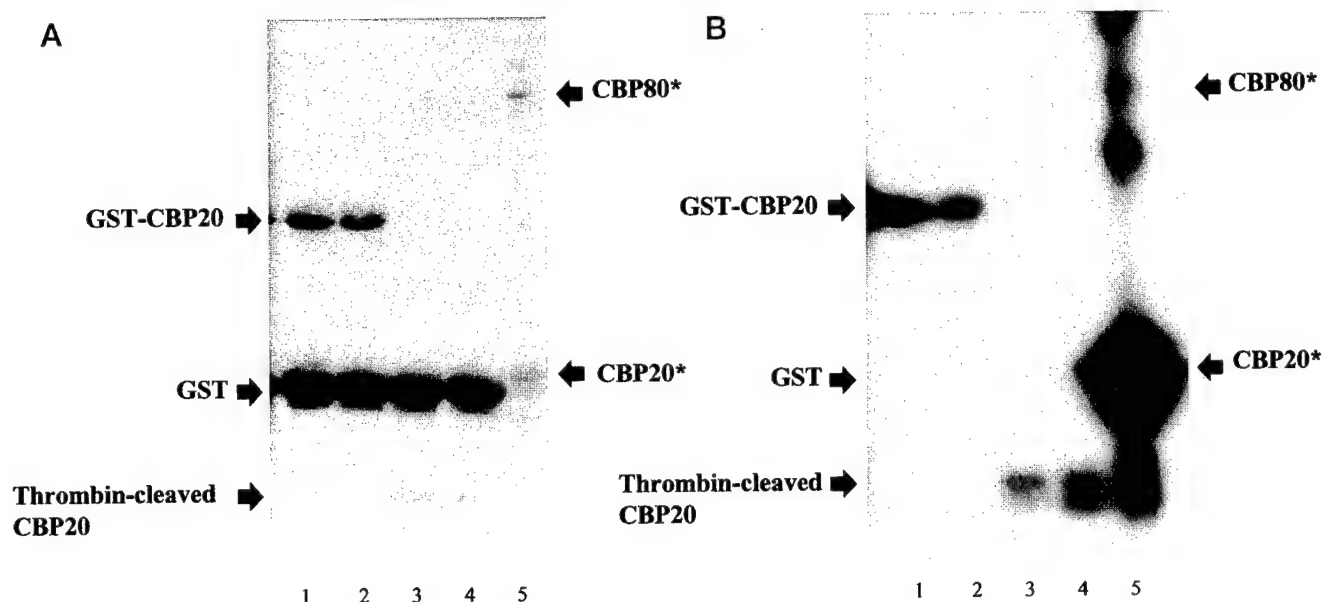 A
CBP80*
GST-CBP20
CBP20*
GST
Thrombin-cleaved
CBP20
1 2 3 4 5
B
CBP80*
GST-CBP20
CBP20*
GST
Thrombin-cleaved
CBP20
1 2 3 4 5